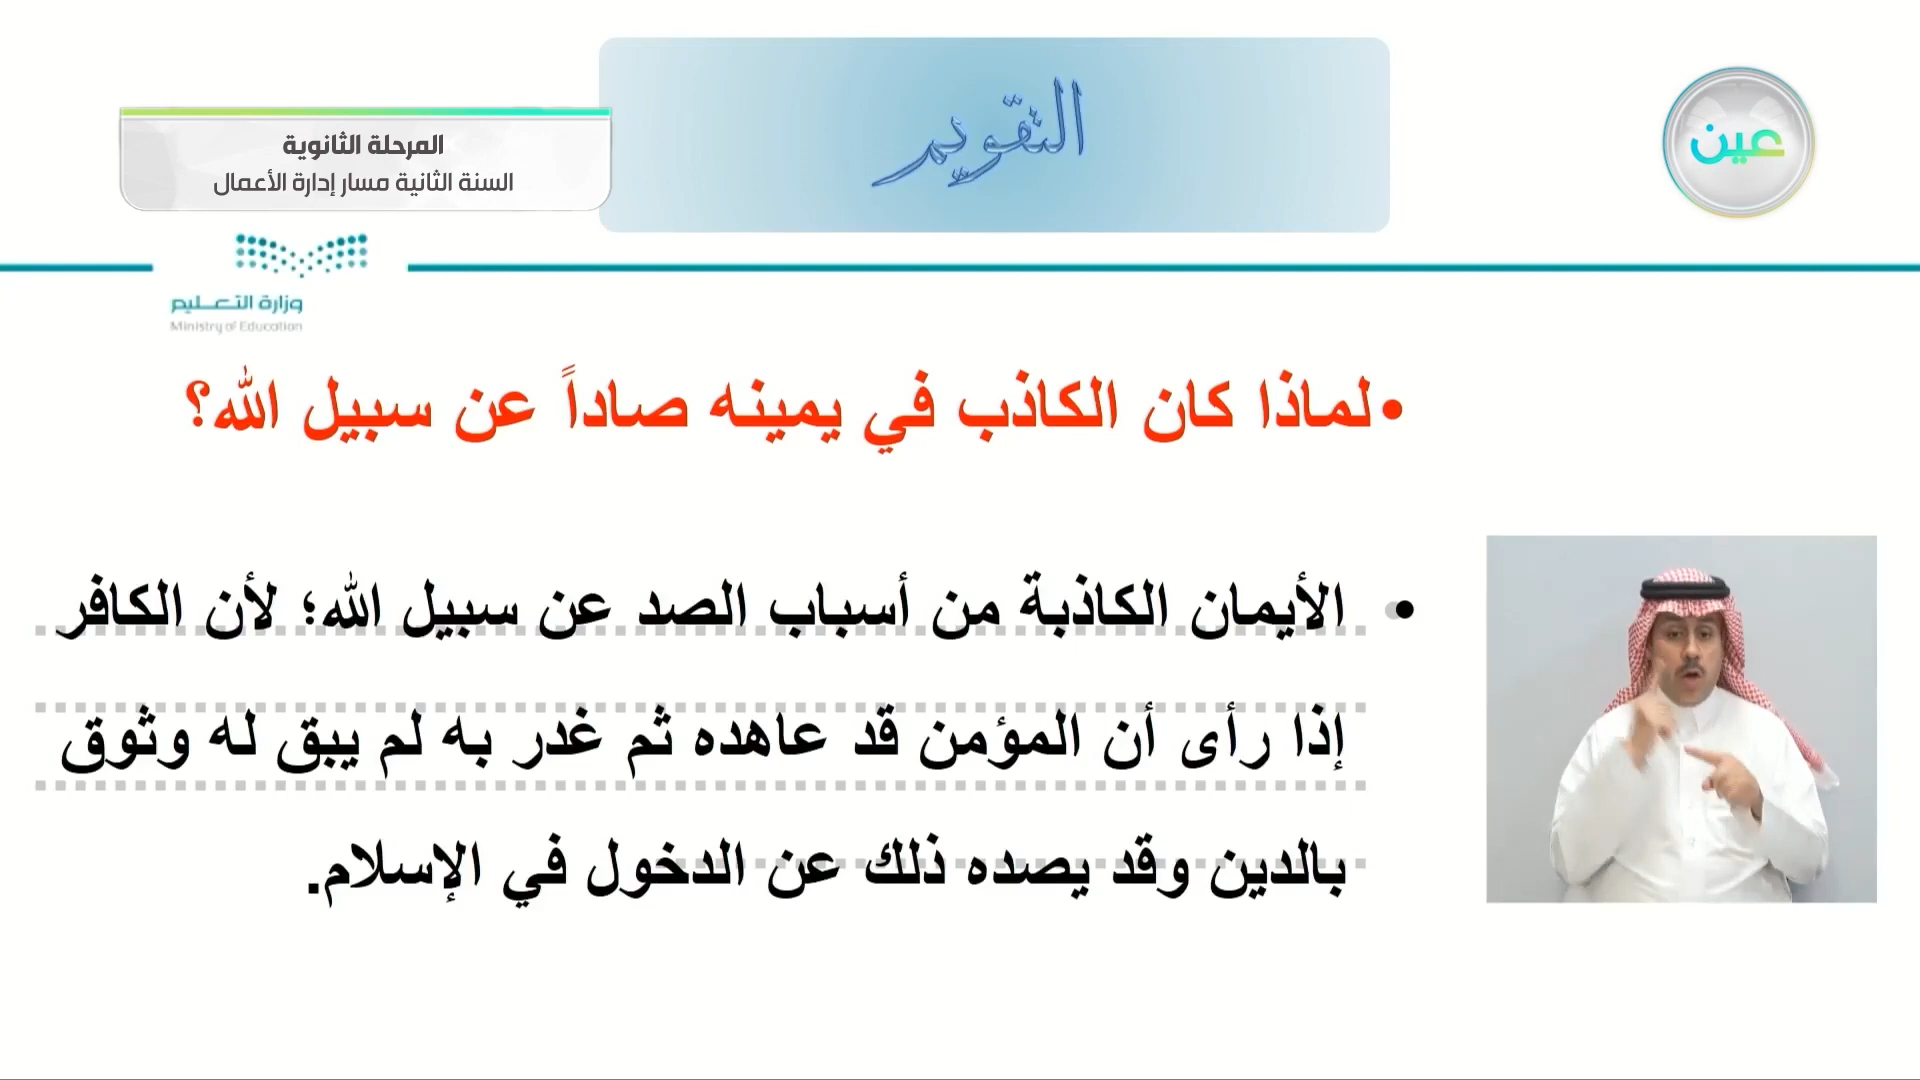 التقويم
عين
المرحلة الثانوية
السنة الثانية مسار إدارة الأعمال
وزارة التعليم
Ministry of Education
•لماذا كان الكاذب في يمينه صاداً عن سبيل الله؟
• الأيمان الكاذبة من أسباب الصد عن سبيل الله؛ لأن الكافر
إذا رأى أن المؤمن قد عاهده ثم غدر به لم يبق له وثوق
بالدين وقد يصده ذلك عن الدخول في الإسلام.